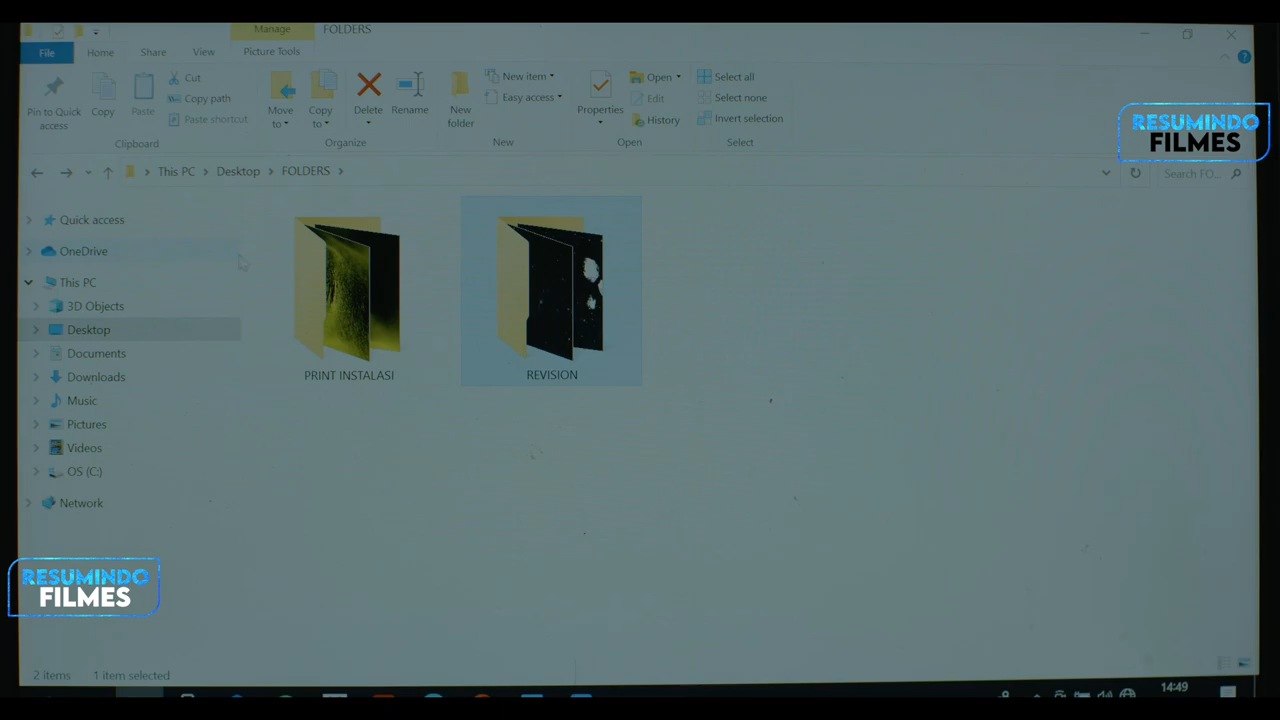 Manage
FOLDERS
File
Home
Share
View
Picture Tools
Pin to Quick
access
Copy
Paste
Cut
Copy path
Paste shortcut
Clipboard
Move
to
Copy
to
Delete
Rename
Organize
New
folder
New item
Easy access
New
Properties
Open
Edit
History
Open
Select all
Select none
Invert selection
Select
RESUMINDO
FILMES
This PC
Desktop
FOLDERS
Search FO...
Quick access
OneDrive
This PC
3D Objects
Desktop
Documents
Downloads
Music
Pictures
Videos
OS (C:)
Network
PRINT INSTALASI
REVISION
RESUMINDO
FILMES
2 items
1 item selected
14:49